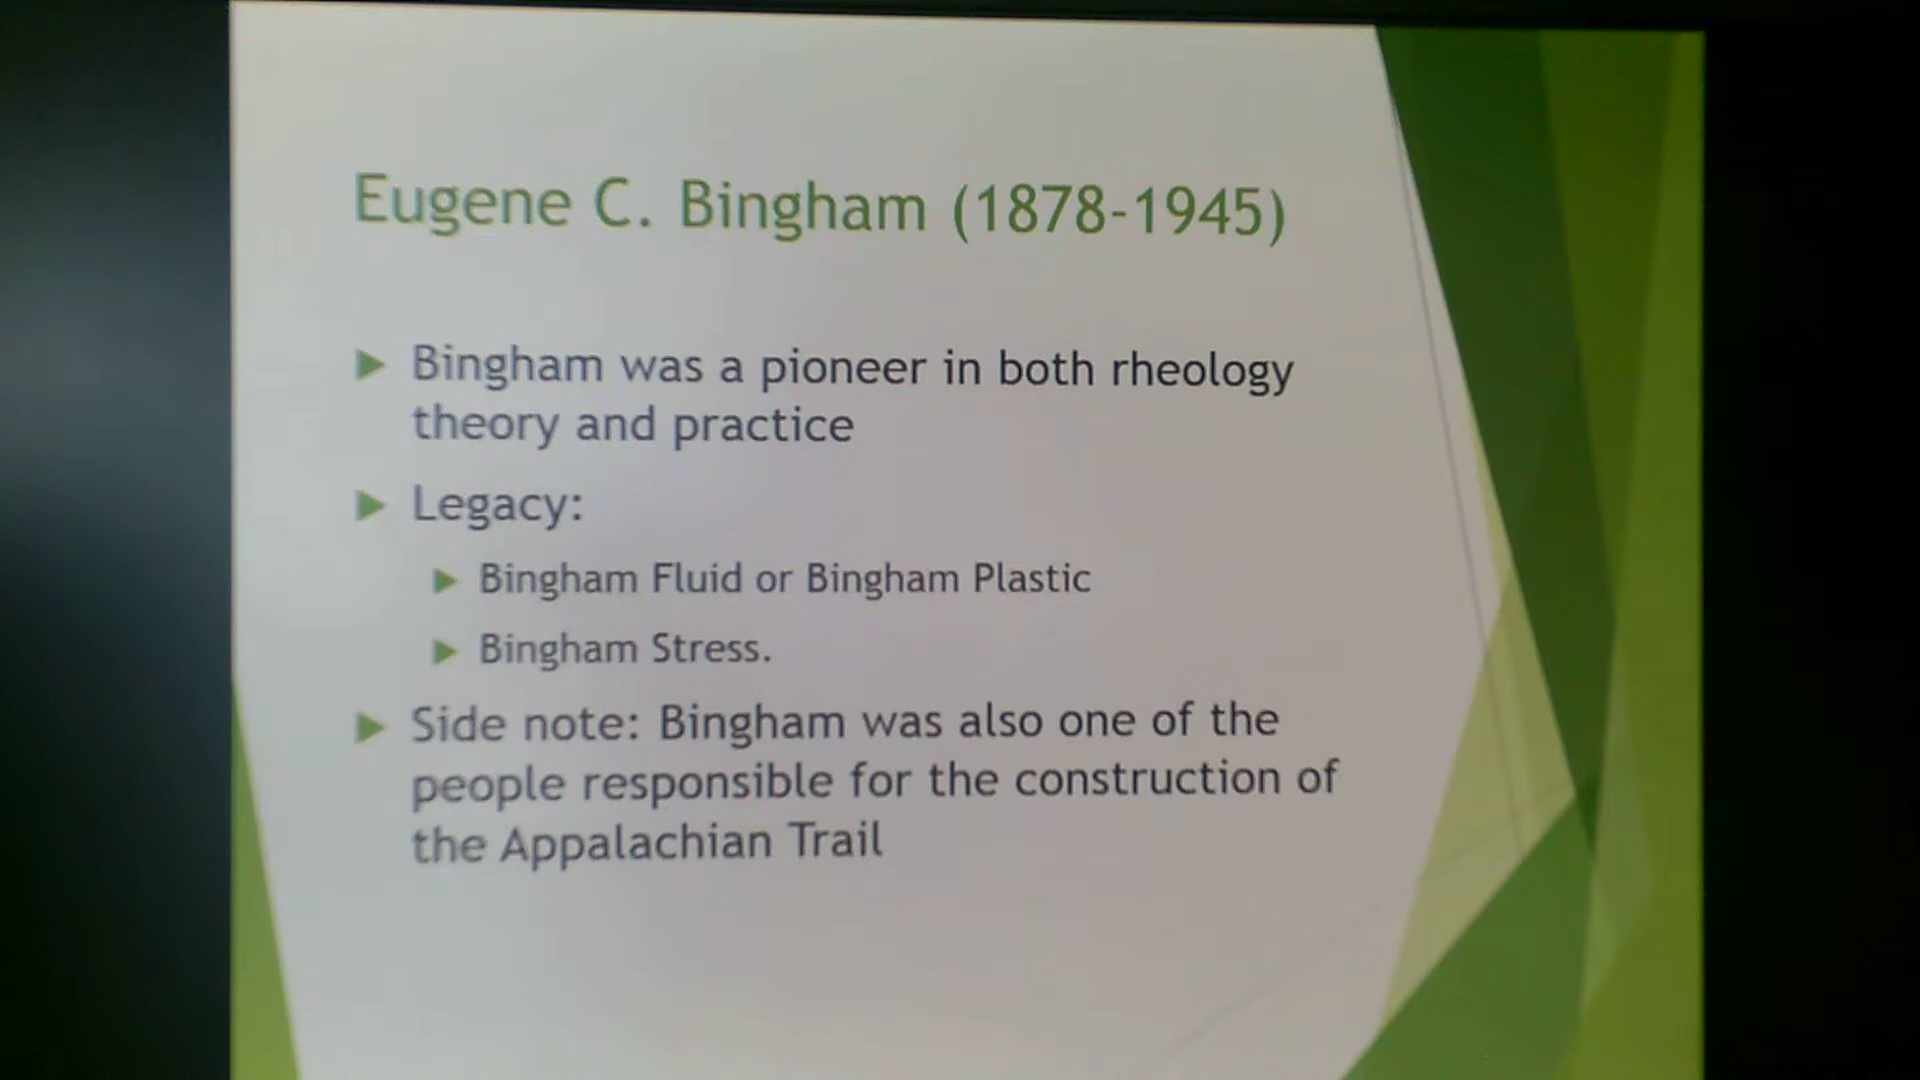 Eugene C. Bingham (1878-1945)
Bingham was a pioneer in both rheology
theory and practice
Legacy:
Bingham Fluid or Bingham Plastic
Bingham Stress.
Side note: Bingham was also one of the
people responsible for the construction of
the Appalachian Trail